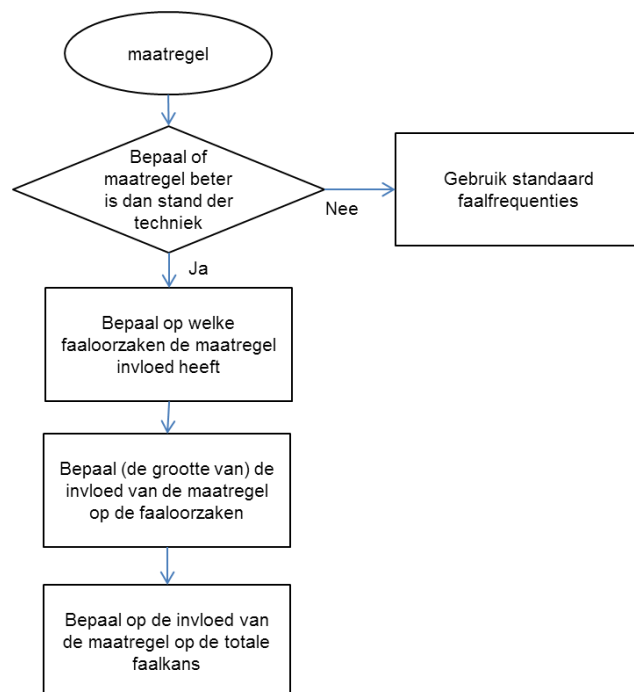 maatregel
Bepaal of
maatregel beter
is dan stand der
techniek
Nee
Gebruik standaard
faalfrequenties
Ja
Bepaal op welke
faaloorzaken de maatregel
invloed heeft
Bepaal (de grootte van) de
invloed van de maatregel
op de faaloorzaken
Bepaal op de invloed van
de maatregel op de totale
faalkans